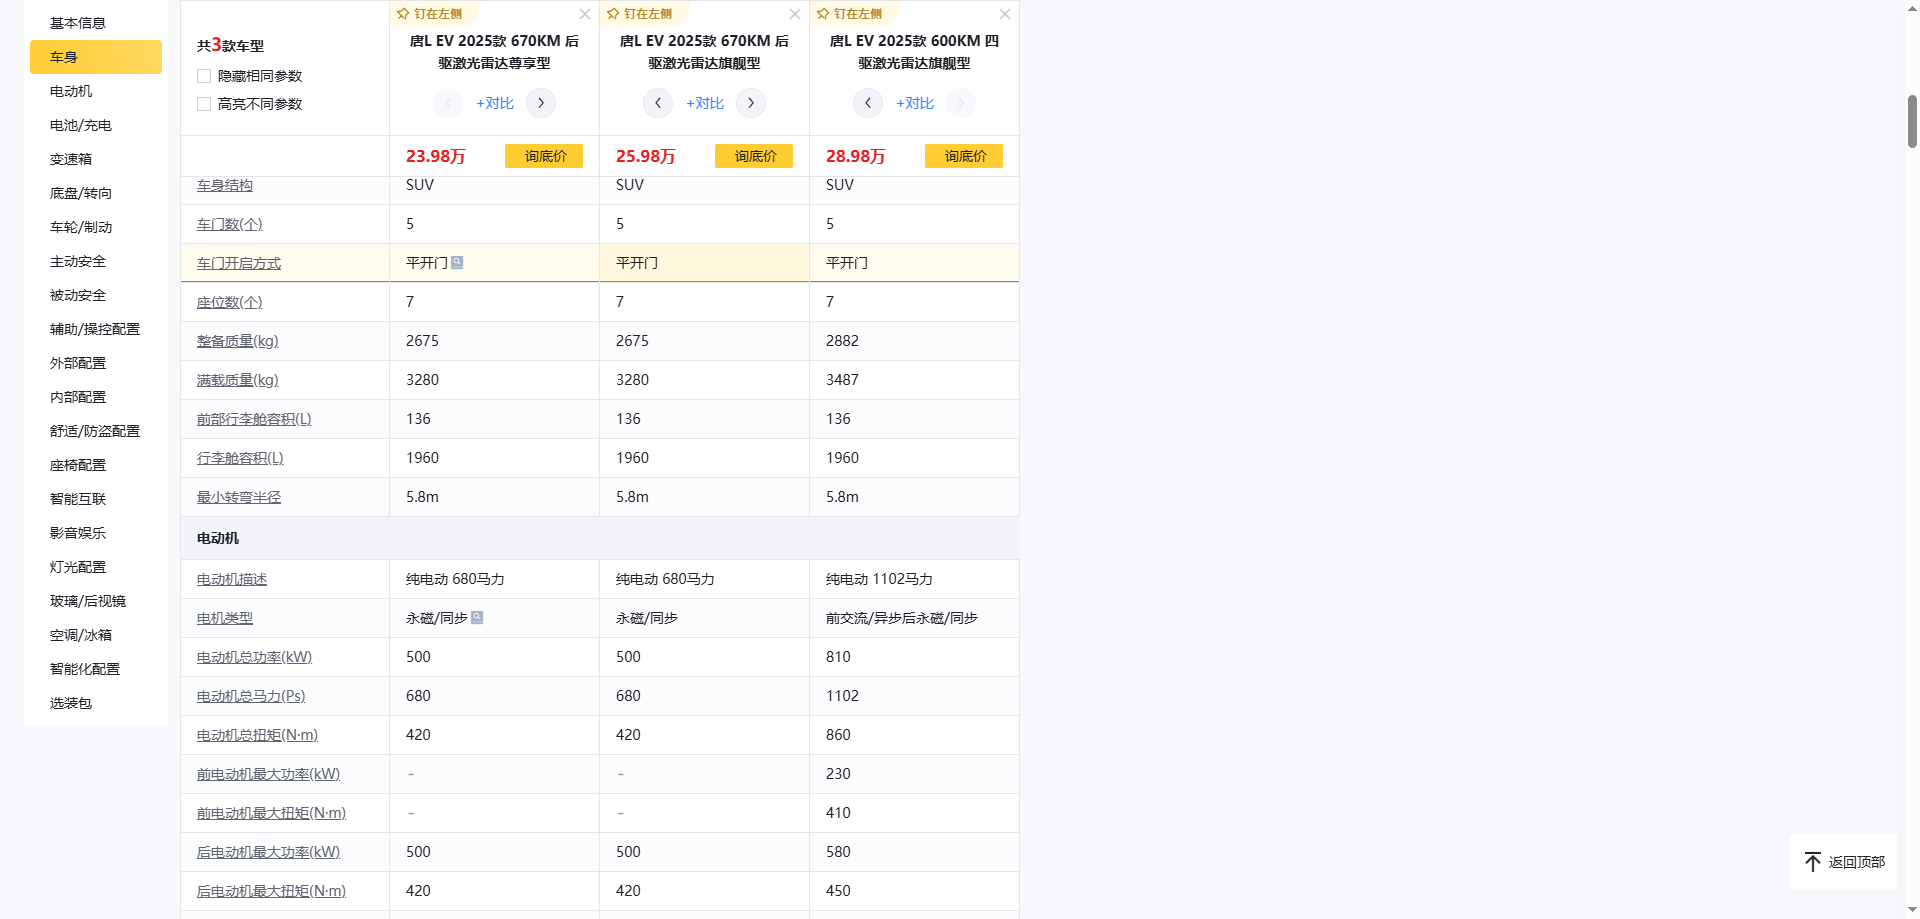 基本信息
车身
电动机
电池/充电
变速箱
底盘/转向
车轮/制动
主动安全
被动安全
辅助/操控配置
外部配置
内部配置
舒适/防盗配置
座椅配置
智能互联
影音娱乐
灯光配置
玻璃/后视镜
空调/冰箱
智能化配置
选装包
共3款车型
隐藏相同参数
高亮不同参数
钉在左侧
唐L EV 2025款 670KM 后
驱激光雷达尊享型
+对比
钉在左侧
唐L EV 2025款 670KM 后
驱激光雷达旗舰型
+对比
钉在左侧
唐L EV 2025款 600KM 四
驱激光雷达旗舰型
+对比
23.98万 询底价 25.98万 询底价 28.98万 询底价
车身结构 SUV SUV SUV
车门数(个) 5 5 5
车门开启方式 平开门 平开门 平开门
座位数(个) 7 7 7
整备质量(kg) 2675 2675 2882
满载质量(kg) 3280 3280 3487
前部行李舱容积(L) 136 136 136
行李舱容积(L) 1960 1960 1960
最小转弯半径 5.8m 5.8m 5.8m
电动机
电动机描述 纯电动 680马力 纯电动 680马力 纯电动 1102马力
电机类型 永磁/同步 永磁/同步 前交流/异步后永磁/同步
电动机总功率(kW) 500 500 810
电动机总马力(Ps) 680 680 1102
电动机总扭矩(N·m) 420 420 860
前电动机最大功率(kW) - - 230
前电动机最大扭矩(N·m) - - 410
后电动机最大功率(kW) 500 500 580
后电动机最大扭矩(N·m) 420 420 450
返回顶部